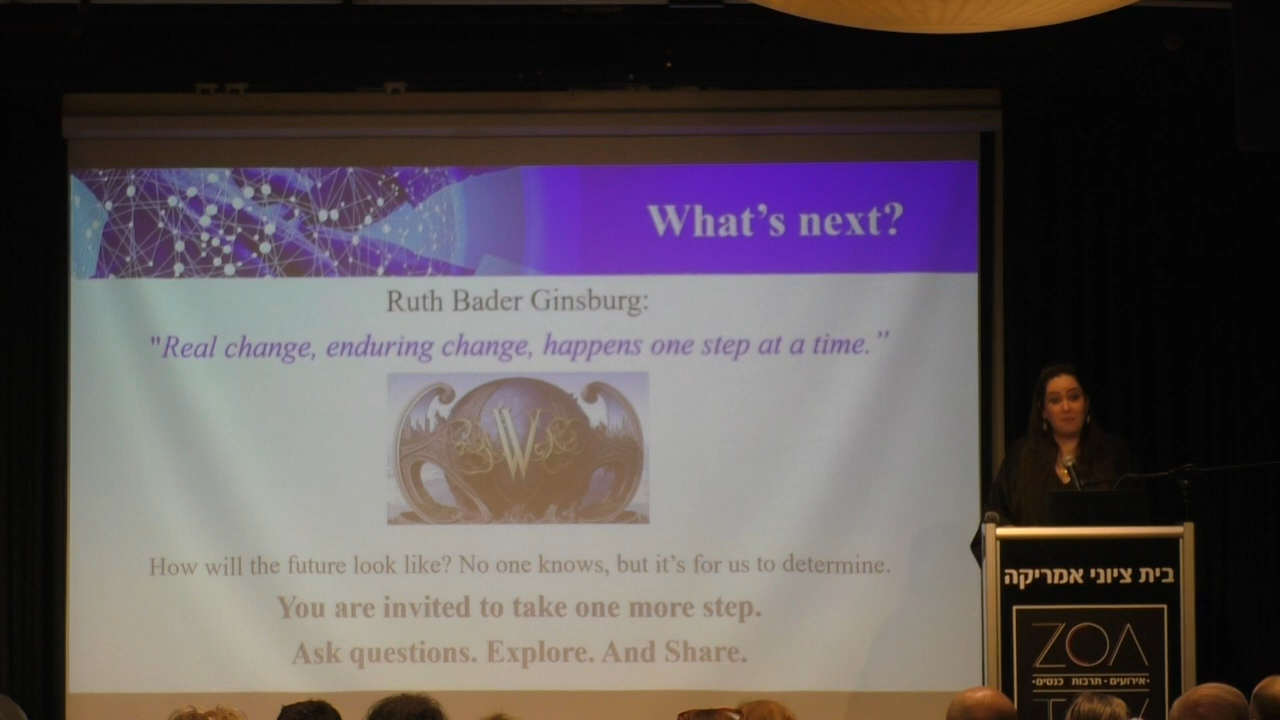 What's next?
Ruth Bader Ginsburg:
"Real change, enduring change, happens one step at a time.”
W
How will the future look like? No one knows, but it's for us to determine.
You are invited to take one more step.
Ask questions. Explore. And Share.
בית ציוני אמריקה
ZOA
•אירועים • תרבות • כנסים•